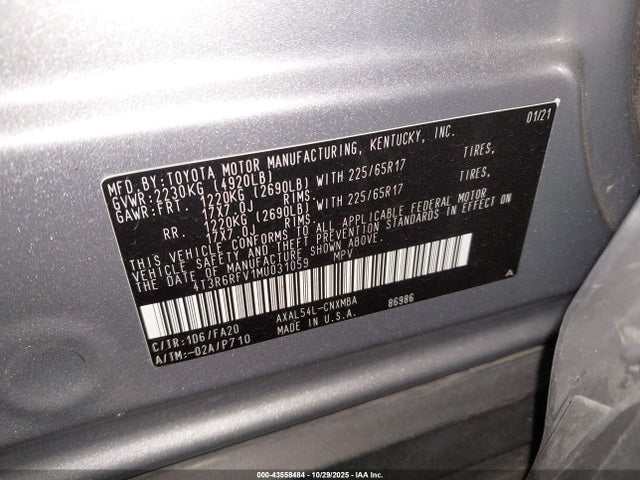 MFD. BY: TOYOTA MOTOR MANUFACTURING, KENTUCKY, INC. 01/21
GVWR: 2230KG (4920LB)
GAWR: FRT 1220KG (2690LB) WITH 225/65R17 TIRES,
17X7.0J RIMS
RR. 1220KG (2690LB) WITH 225/65R17 TIRES,
17X7.0J RIMS
THIS VEHICLE CONFORMS TO ALL APPLICABLE FEDERAL MOTOR
VEHICLE SAFETY AND THEFT PREVENTION STANDARDS IN EFFECT ON
THE DATE OF MANUFACTURE SHOWN ABOVE.
4T3R6RFV1MU031059 MPV A
C/TR: 1D6/FA20 AXAL54L-CNXMBA 86986
A/TM: -02A/P710 MADE IN U.S.A.
000-43558484 10/29/2025 IAA Inc.